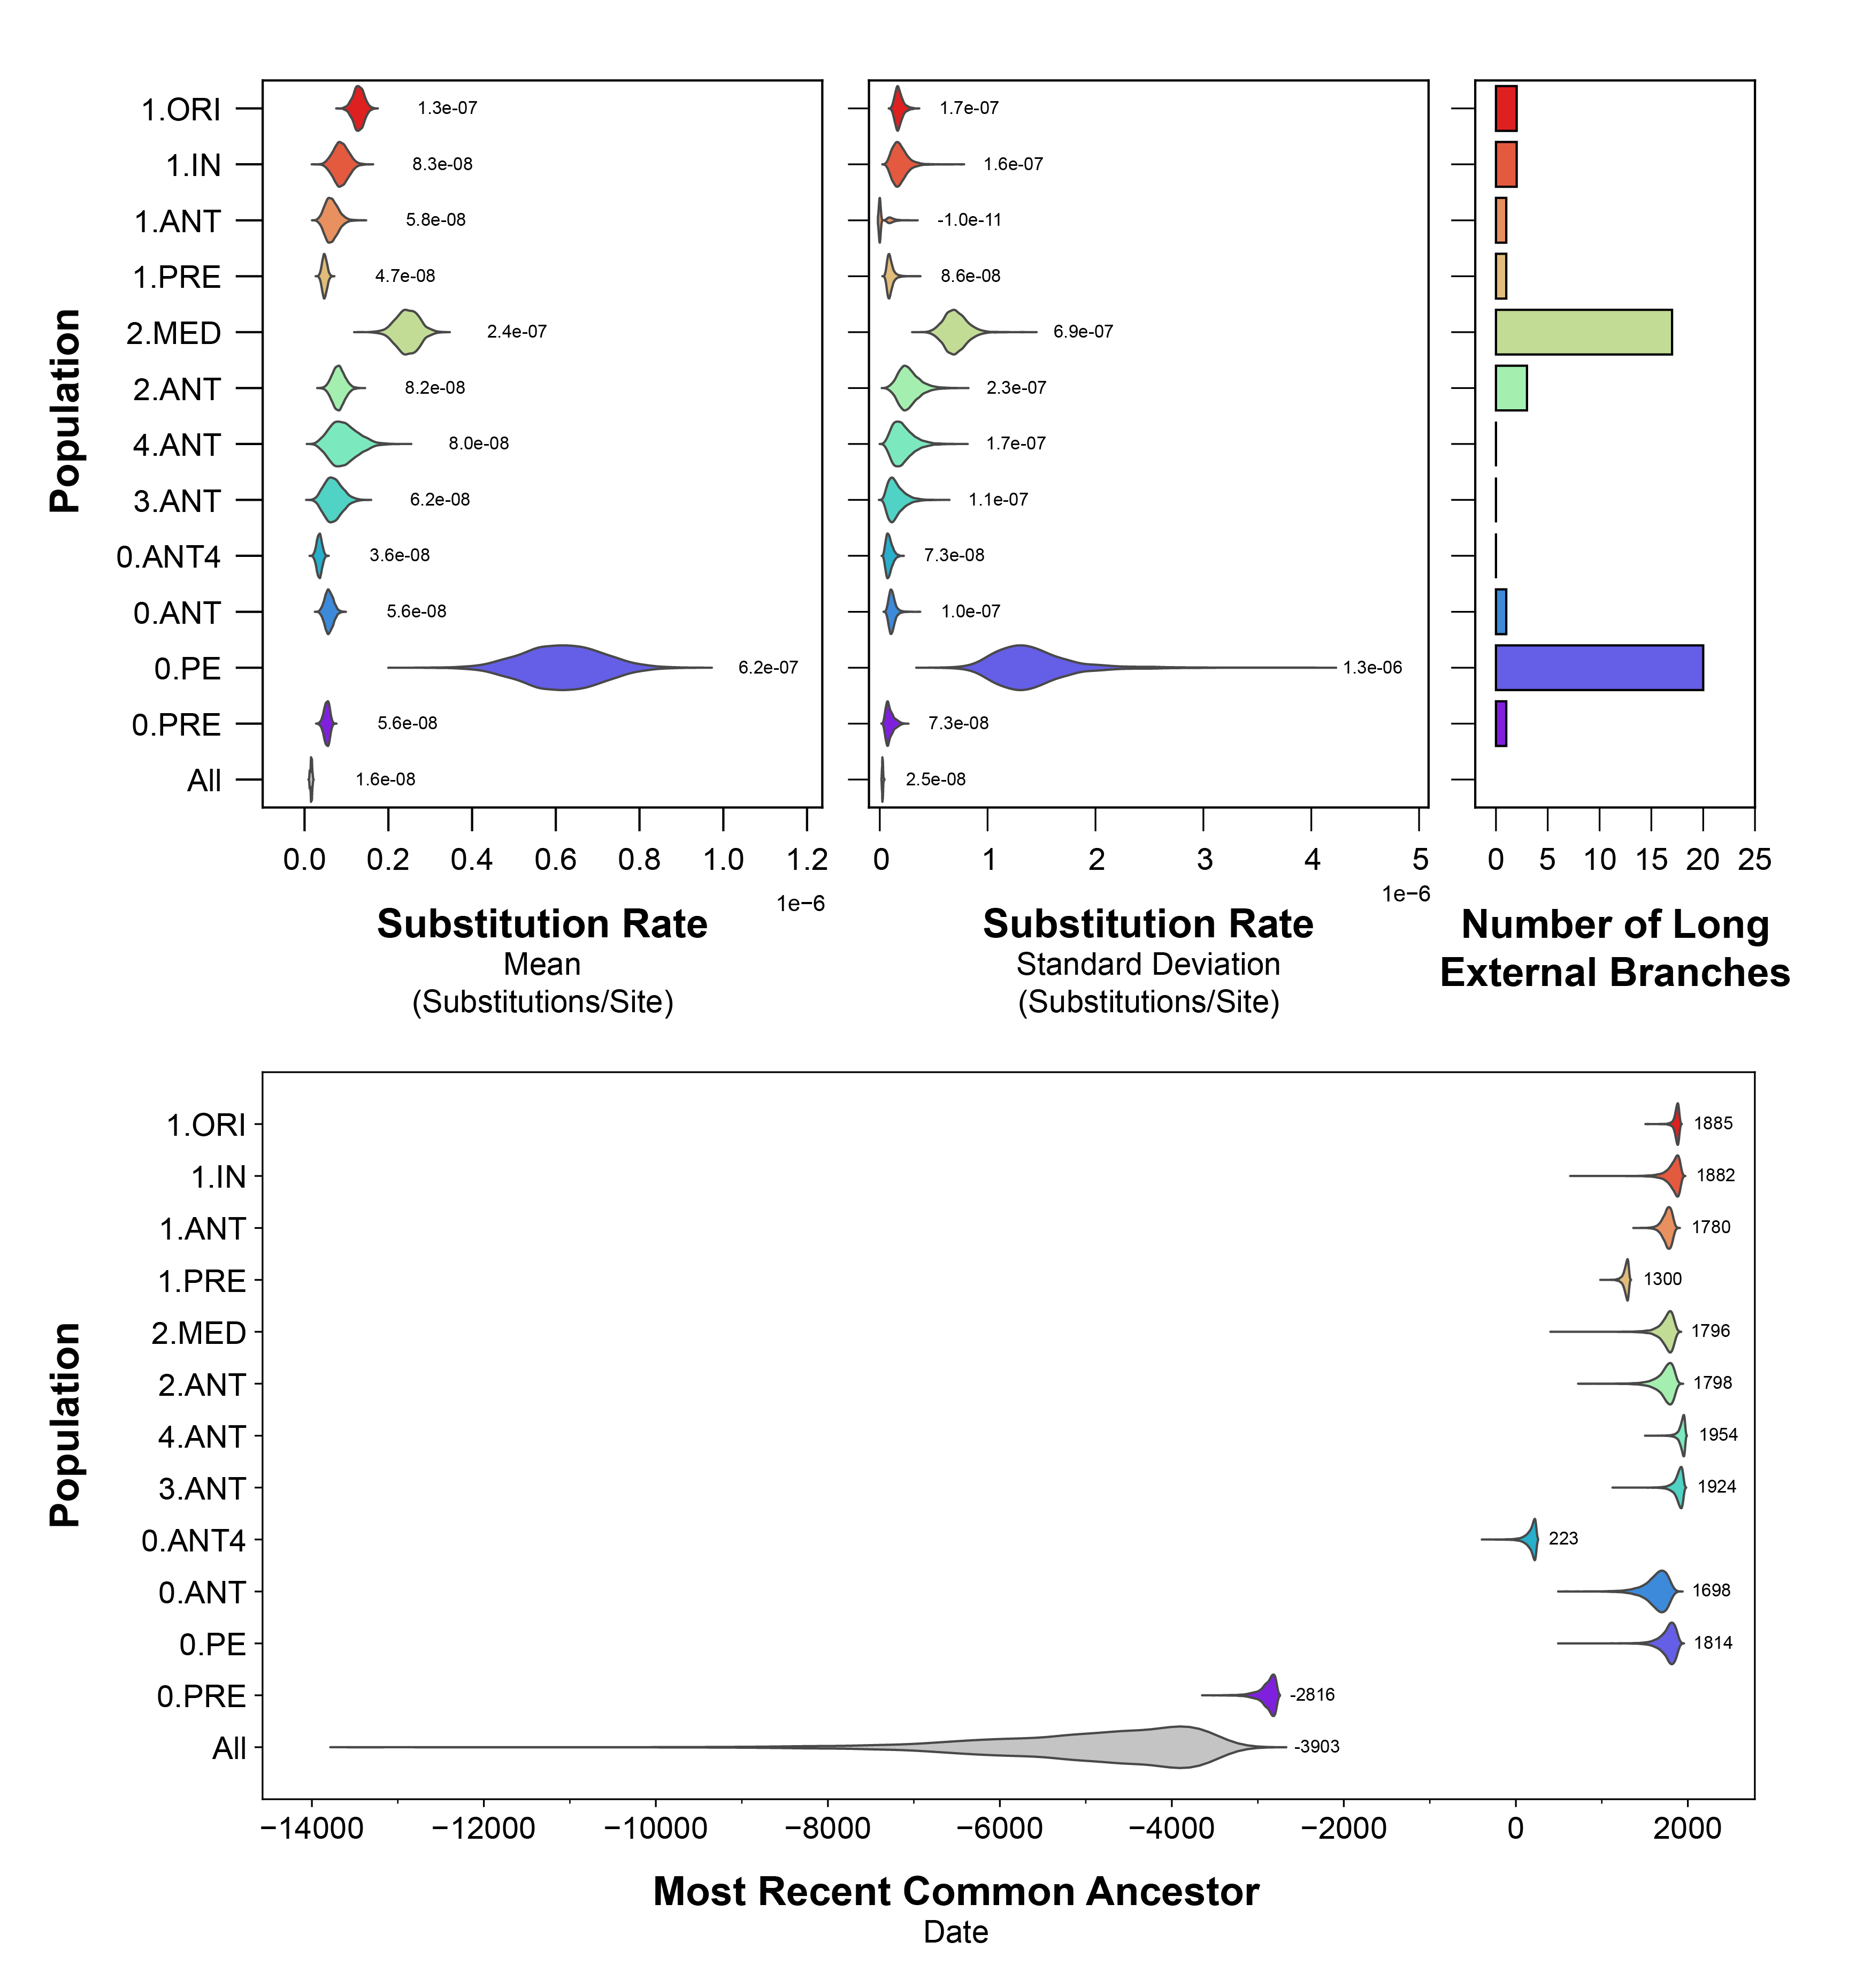 Population
1.ORI 1.3e-07 1.7e-07
1.IN 8.3e-08 1.6e-07
1.ANT 5.8e-08 -1.0e-11
1.PRE 4.7e-08 8.6e-08
2.MED 2.4e-07 6.9e-07
2.ANT 8.2e-08 2.3e-07
4.ANT 8.0e-08 1.7e-07
3.ANT 6.2e-08 1.1e-07
0.ANT4 3.6e-08 7.3e-08
0.ANT 5.6e-08 1.0e-07
0.PE 6.2e-07 1.3e-06
0.PRE 5.6e-08 7.3e-08
All 1.6e-08 2.5e-08
0.0 0.2 0.4 0.6 0.8 1.0 1.2
1e−6
Substitution Rate
Mean
(Substitutions/Site)
0 1 2 3 4 5
1e−6
Substitution Rate
Standard Deviation
(Substitutions/Site)
0 5 10 15 20 25
Number of Long
External Branches
Population
1.ORI 1885
1.IN 1882
1.ANT 1780
1.PRE 1300
2.MED 1796
2.ANT 1798
4.ANT 1954
3.ANT 1924
0.ANT4 223
0.ANT 1698
0.PE 1814
0.PRE -2816
All -3903
−14000 −12000 −10000 −8000 −6000 −4000 −2000 0 2000
Most Recent Common Ancestor
Date